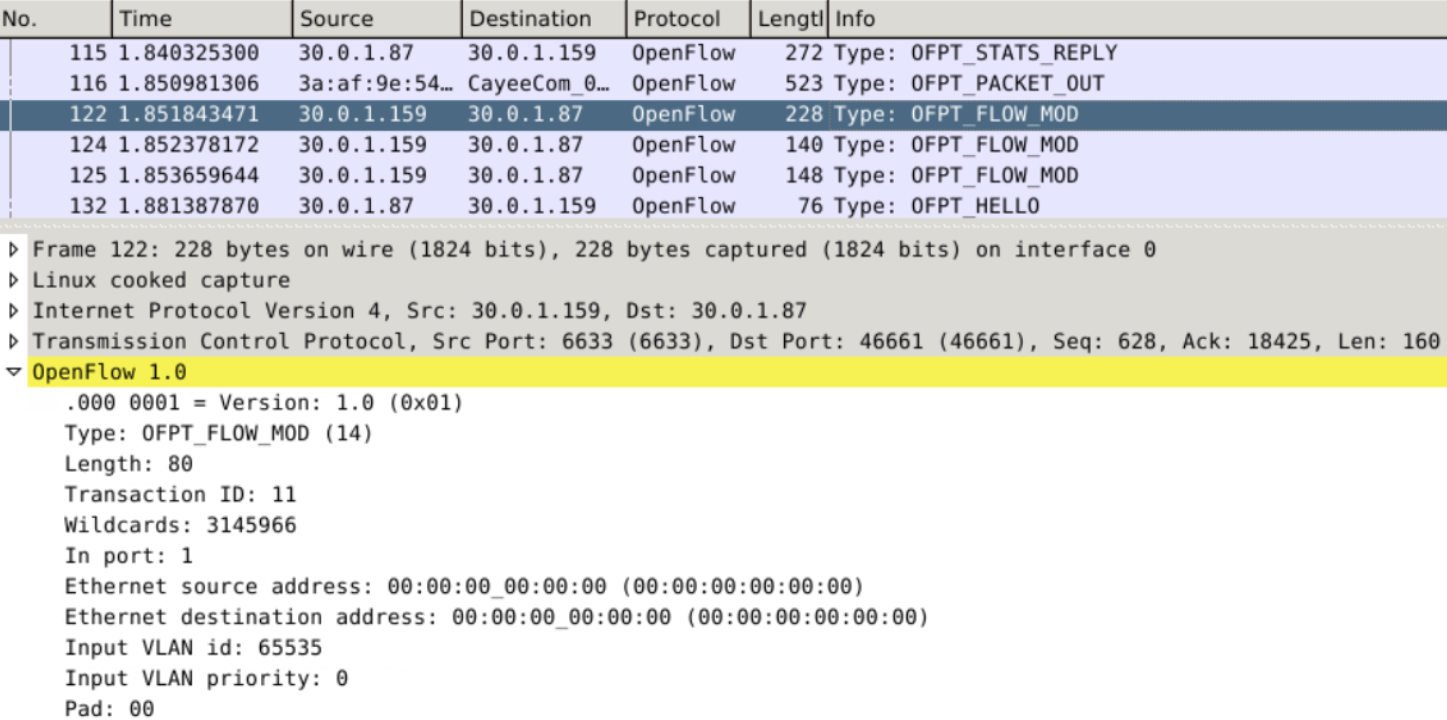 No. Time Source Destination Protocol Lengtl Info
115 1.840325300 30.0.1.87 30.0.1.159 OpenFlow 272 Type: OFPT_STATS_REPLY
116 1.850981306 3a:af:9e:54… CayeeCom_0… OpenFlow 523 Type: OFPT_PACKET_OUT
122 1.851843471 30.0.1.159 30.0.1.87 OpenFlow 228 Type: OFPT_FLOW_MOD
124 1.852378172 30.0.1.159 30.0.1.87 OpenFlow 140 Type: OFPT_FLOW_MOD
125 1.853659644 30.0.1.159 30.0.1.87 OpenFlow 148 Type: OFPT_FLOW_MOD
132 1.881387870 30.0.1.87 30.0.1.159 OpenFlow 76 Type: OFPT_HELLO
Frame 122: 228 bytes on wire (1824 bits), 228 bytes captured (1824 bits) on interface 0
Linux cooked capture
Internet Protocol Version 4, Src: 30.0.1.159, Dst: 30.0.1.87
Transmission Control Protocol, Src Port: 6633 (6633), Dst Port: 46661 (46661), Seq: 628, Ack: 18425, Len: 160
OpenFlow 1.0
.000 0001 = Version: 1.0 (0x01)
Type: OFPT_FLOW_MOD (14)
Length: 80
Transaction ID: 11
Wildcards: 3145966
In port: 1
Ethernet source address: 00:00:00_00:00:00 (00:00:00:00:00:00)
Ethernet destination address: 00:00:00_00:00:00 (00:00:00:00:00:00)
Input VLAN id: 65535
Input VLAN priority: 0
Pad: 00